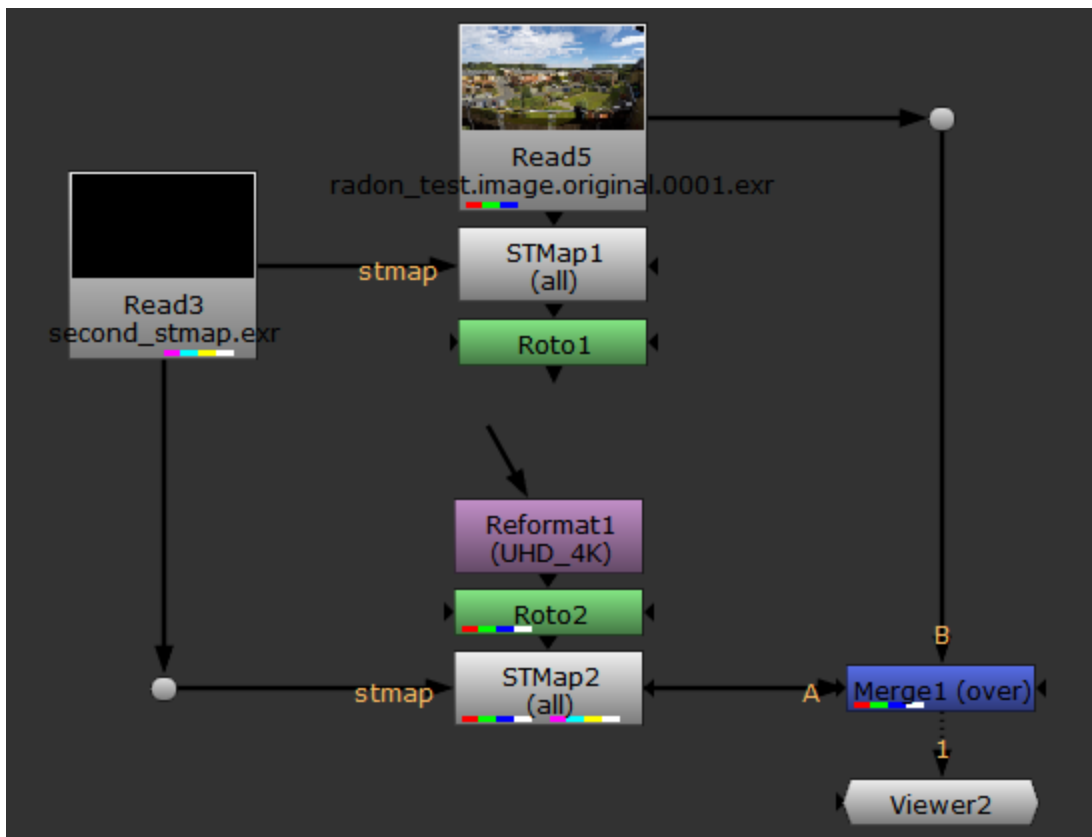 Read5
radon_test.image.original.0001.exr
STMap1
(all)
stmap
Read3
second_stmap.exr
Roto1
Reformat1
(UHD_4K)
Roto2
B
STMap2
(all)
stmap
A
Merge1 (over)
1
Viewer2